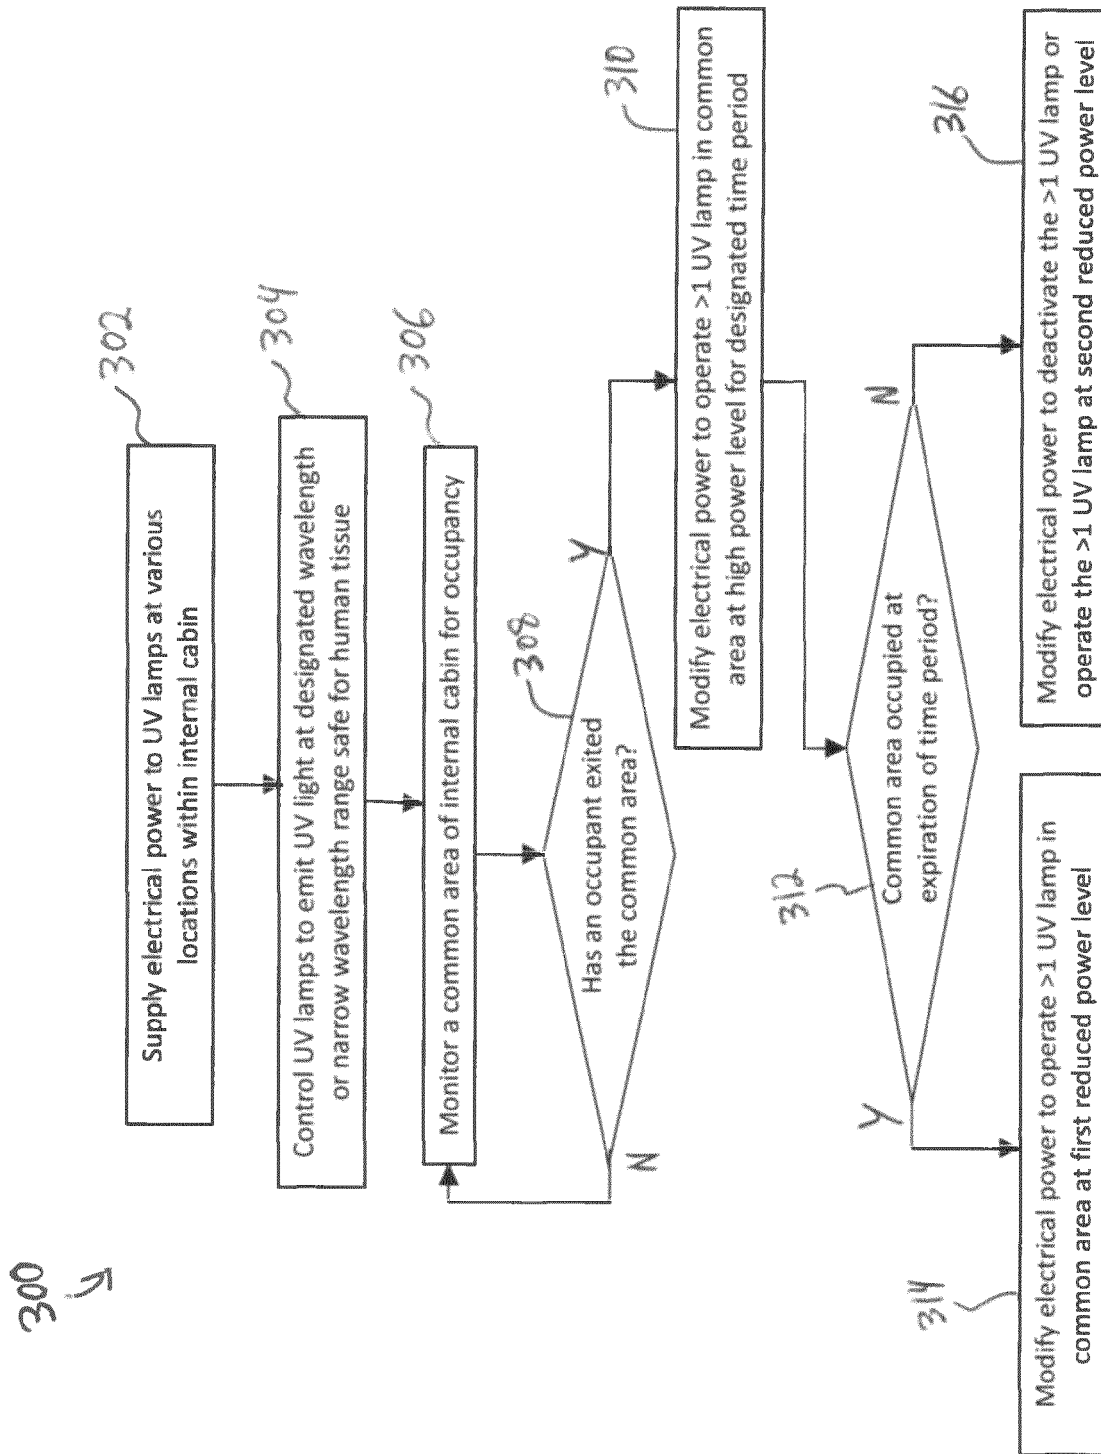 300
302
Supply electrical power to UV lamps at various
locations within internal cabin
304
Control UV lamps to emit UV light at designated wavelength
or narrow wavelength range safe for human tissue
306
Monitor a common area of internal cabin for occupancy
308
Has an occupant exited
the common area?
N
Y
310
Modify electrical power to operate >1 UV lamp in common
area at high power level for designated time period
312
Common area occupied at
expiration of time period?
Y
N
314
Modify electrical power to operate >1 UV lamp in
common area at first reduced power level
316
Modify electrical power to deactivate the >1 UV lamp or
operate the >1 UV lamp at second reduced power level